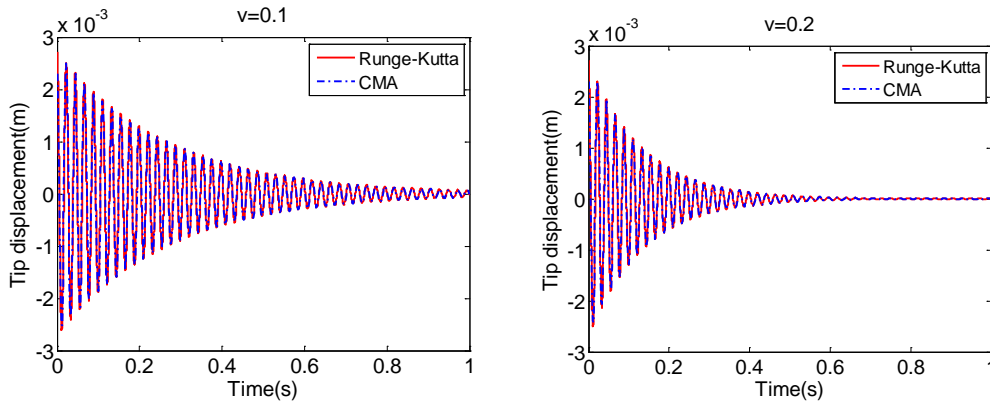 x 10⁻³
v=0.1
3
2
1
0
-1
-2
-3
Tip displacement(m)
Runge-Kutta
CMA
0 0.2 0.4 0.6 0.8 1
Time(s)
x 10⁻³
v=0.2
3
2
1
0
-1
-2
-3
Tip displacement(m)
Runge-Kutta
CMA
0 0.2 0.4 0.6 0.8 1
Time(s)